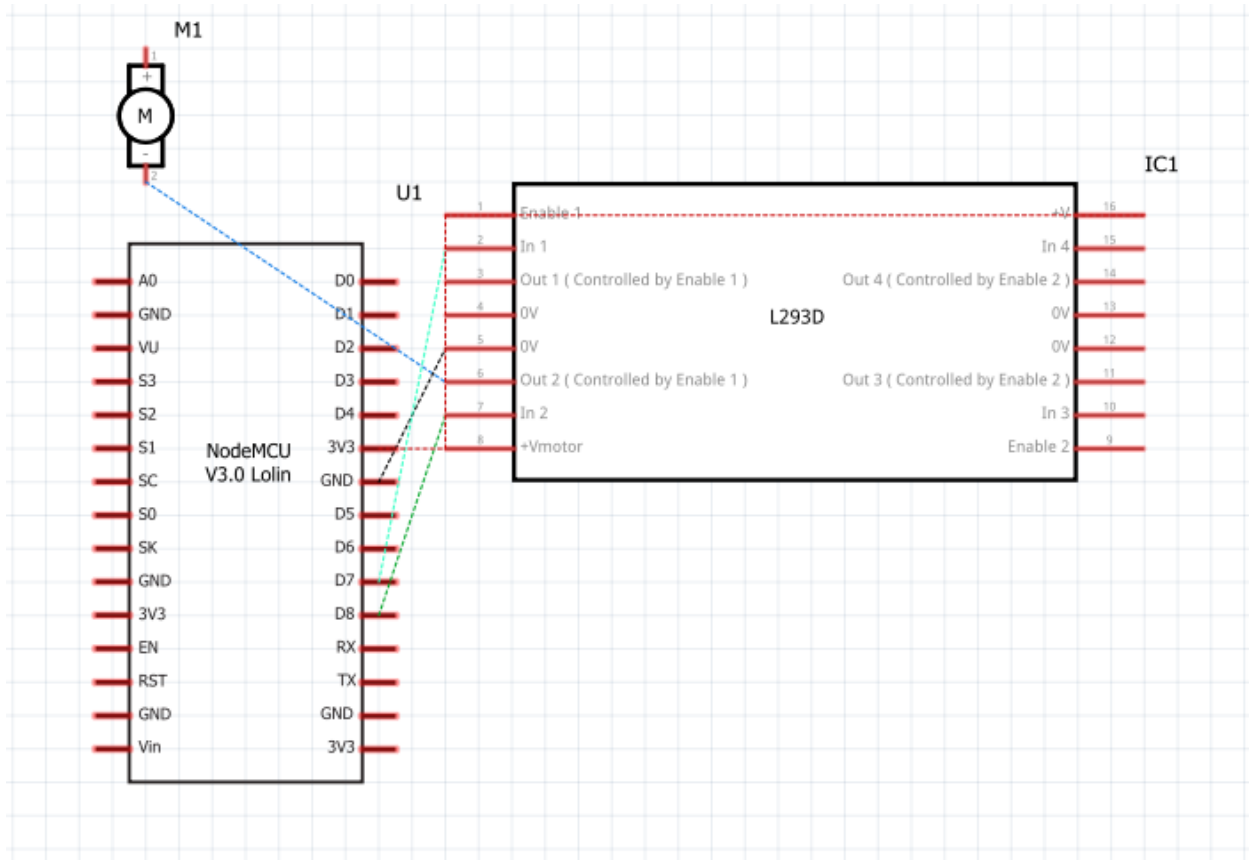 M1
1
+
M
-
2
U1
IC1
1
Enable 1
+V
16
2
In 1
In 4
15
3
Out 1 ( Controlled by Enable 1 )
Out 4 ( Controlled by Enable 2 )
14
4
0V
0V
13
5
0V
0V
12
6
Out 2 ( Controlled by Enable 1 )
Out 3 ( Controlled by Enable 2 )
11
7
In 2
In 3
10
8
+Vmotor
Enable 2
9
L293D
A0
D0
GND
D1
VU
D2
S3
D3
S2
D4
S1
3V3
SC
GND
S0
D5
SK
D6
GND
D7
3V3
D8
EN
RX
RST
TX
GND
GND
Vin
3V3
NodeMCU
V3.0 Lolin